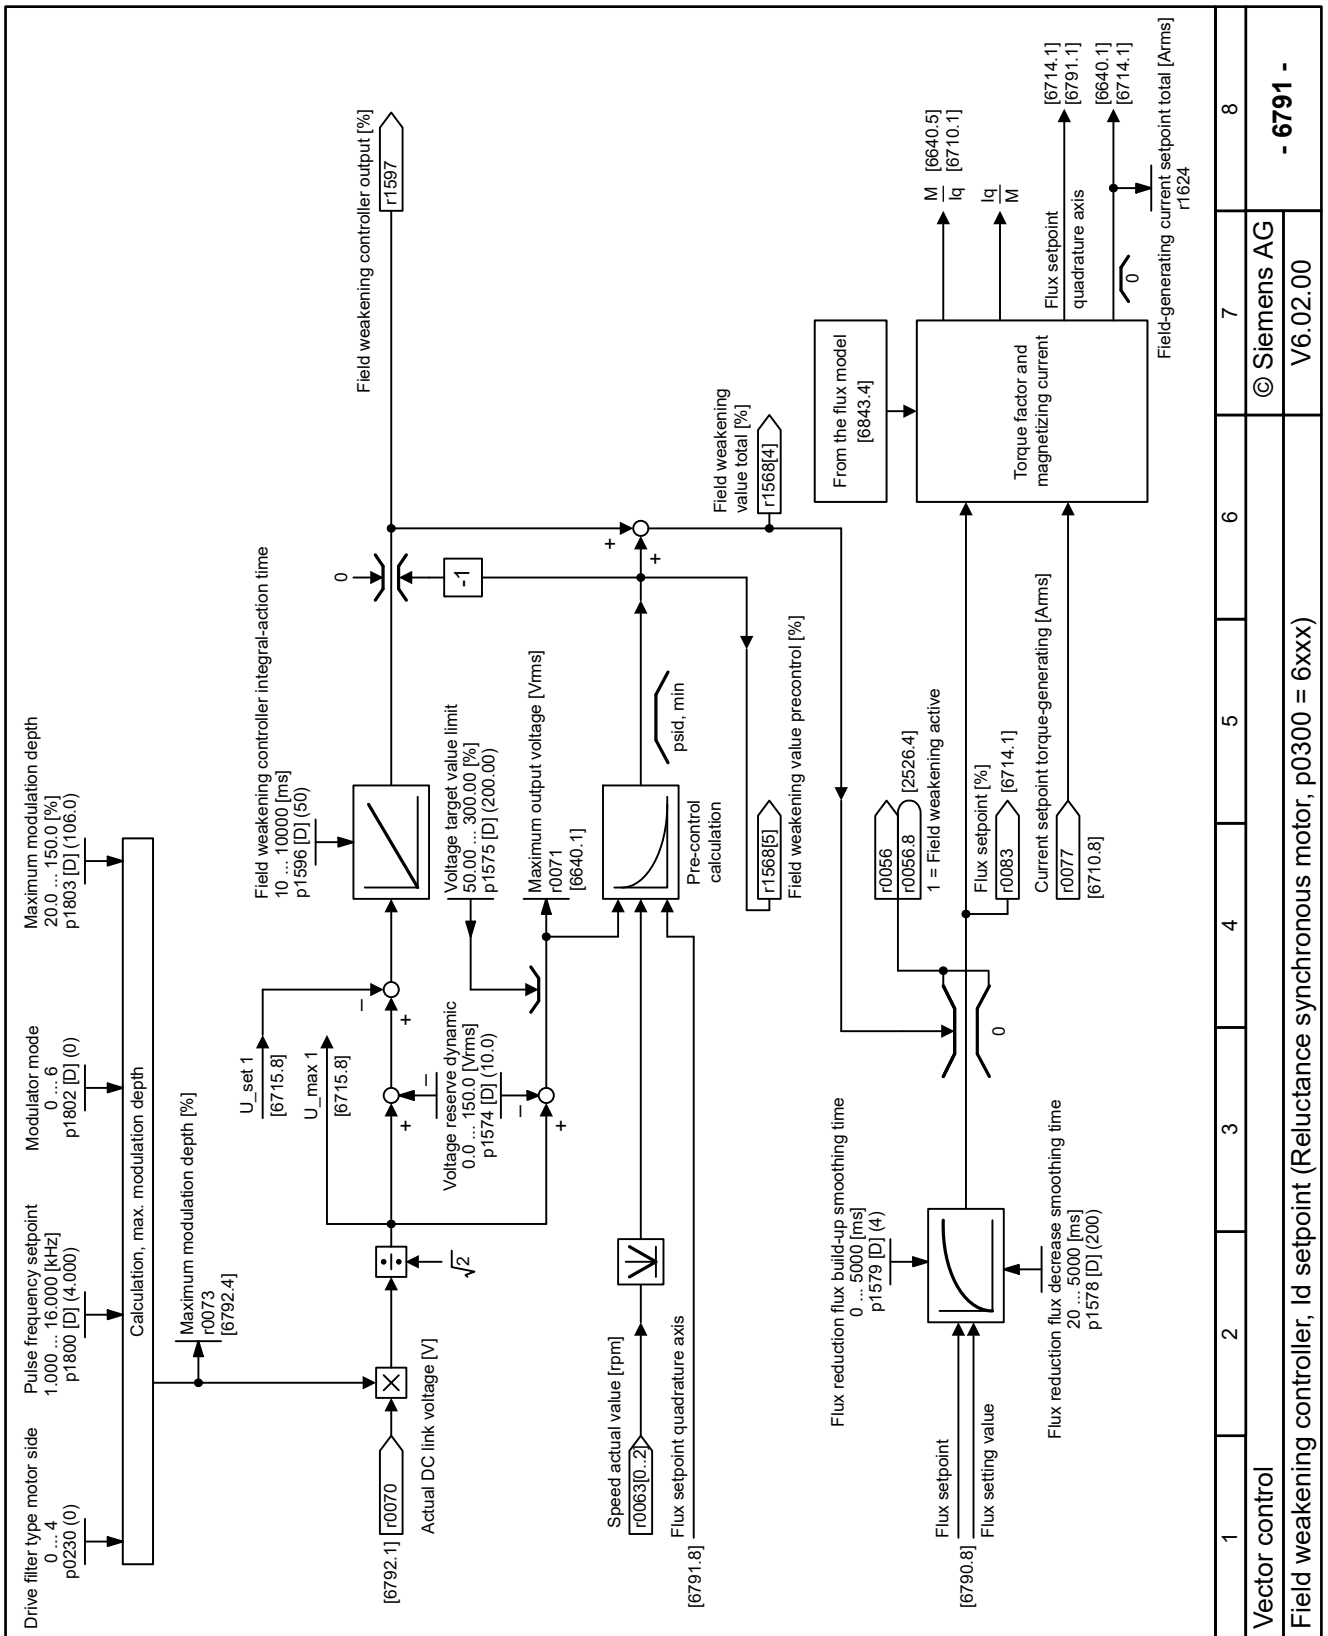 Drive filter type motor side
0 ... 4
p0230 (0)
Pulse frequency setpoint
1.000 ... 16.000 [kHz]
p1800 [D] (4.000)
Modulator mode
0 ... 6
p1802 [D] (0)
Maximum modulation depth
20.0 ... 150.0 [%]
p1803 [D] (106.0)
Calculation, max. modulation depth
Maximum modulation depth [%]
r0073
[6792.4]
U_set 1
[6715.8]
U_max 1
[6715.8]
Field weakening controller integral-action time
10 ... 10000 [ms]
p1596 [D] (50)
0
Field weakening controller output [%]
r1597
[6792.1]
r0070
Actual DC link voltage [V]
√2
+
+
–
-1
Voltage reserve dynamic
0.0 ... 150.0 [Vrms]
p1574 [D] (10.0)
–
–
+
Voltage target value limit
50.00 ... 300.00 [%]
p1575 [D] (200.00)
Maximum output voltage [Vrms]
r0071
[6640.1]
+
+
Speed actual value [rpm]
r0063[0..2]
Flux setpoint quadrature axis
[6791.8]
Pre-control
calculation
psid, min
Field weakening
value total [%]
r1568[4]
r1568[5]
Field weakening value precontrol [%]
Flux reduction flux build-up smoothing time
0 ... 5000 [ms]
p1579 [D] (4)
Flux setpoint
Flux setting value
[6790.8]
Flux reduction flux decrease smoothing time
20 ... 5000 [ms]
p1578 [D] (200)
0
r0056
r0056.8
[2526.4]
1 = Field weakening active
Flux setpoint [%]
r0083
[6714.1]
Current setpoint torque-generating [Arms]
r0077
[6710.8]
From the flux model
[6843.4]
Torque factor and
magnetizing current
M
Iq
[6640.5]
[6710.1]
Iq
M
Flux setpoint
quadrature axis
[6714.1]
[6791.1]
0
[6640.1]
[6714.1]
Field-generating current setpoint total [Arms]
r1624
1 2 3 4 5 6 7 8
Vector control
© Siemens AG
- 6791 -
Field weakening controller, Id setpoint (Reluctance synchronous motor, p0300 = 6xxx)
V6.02.00